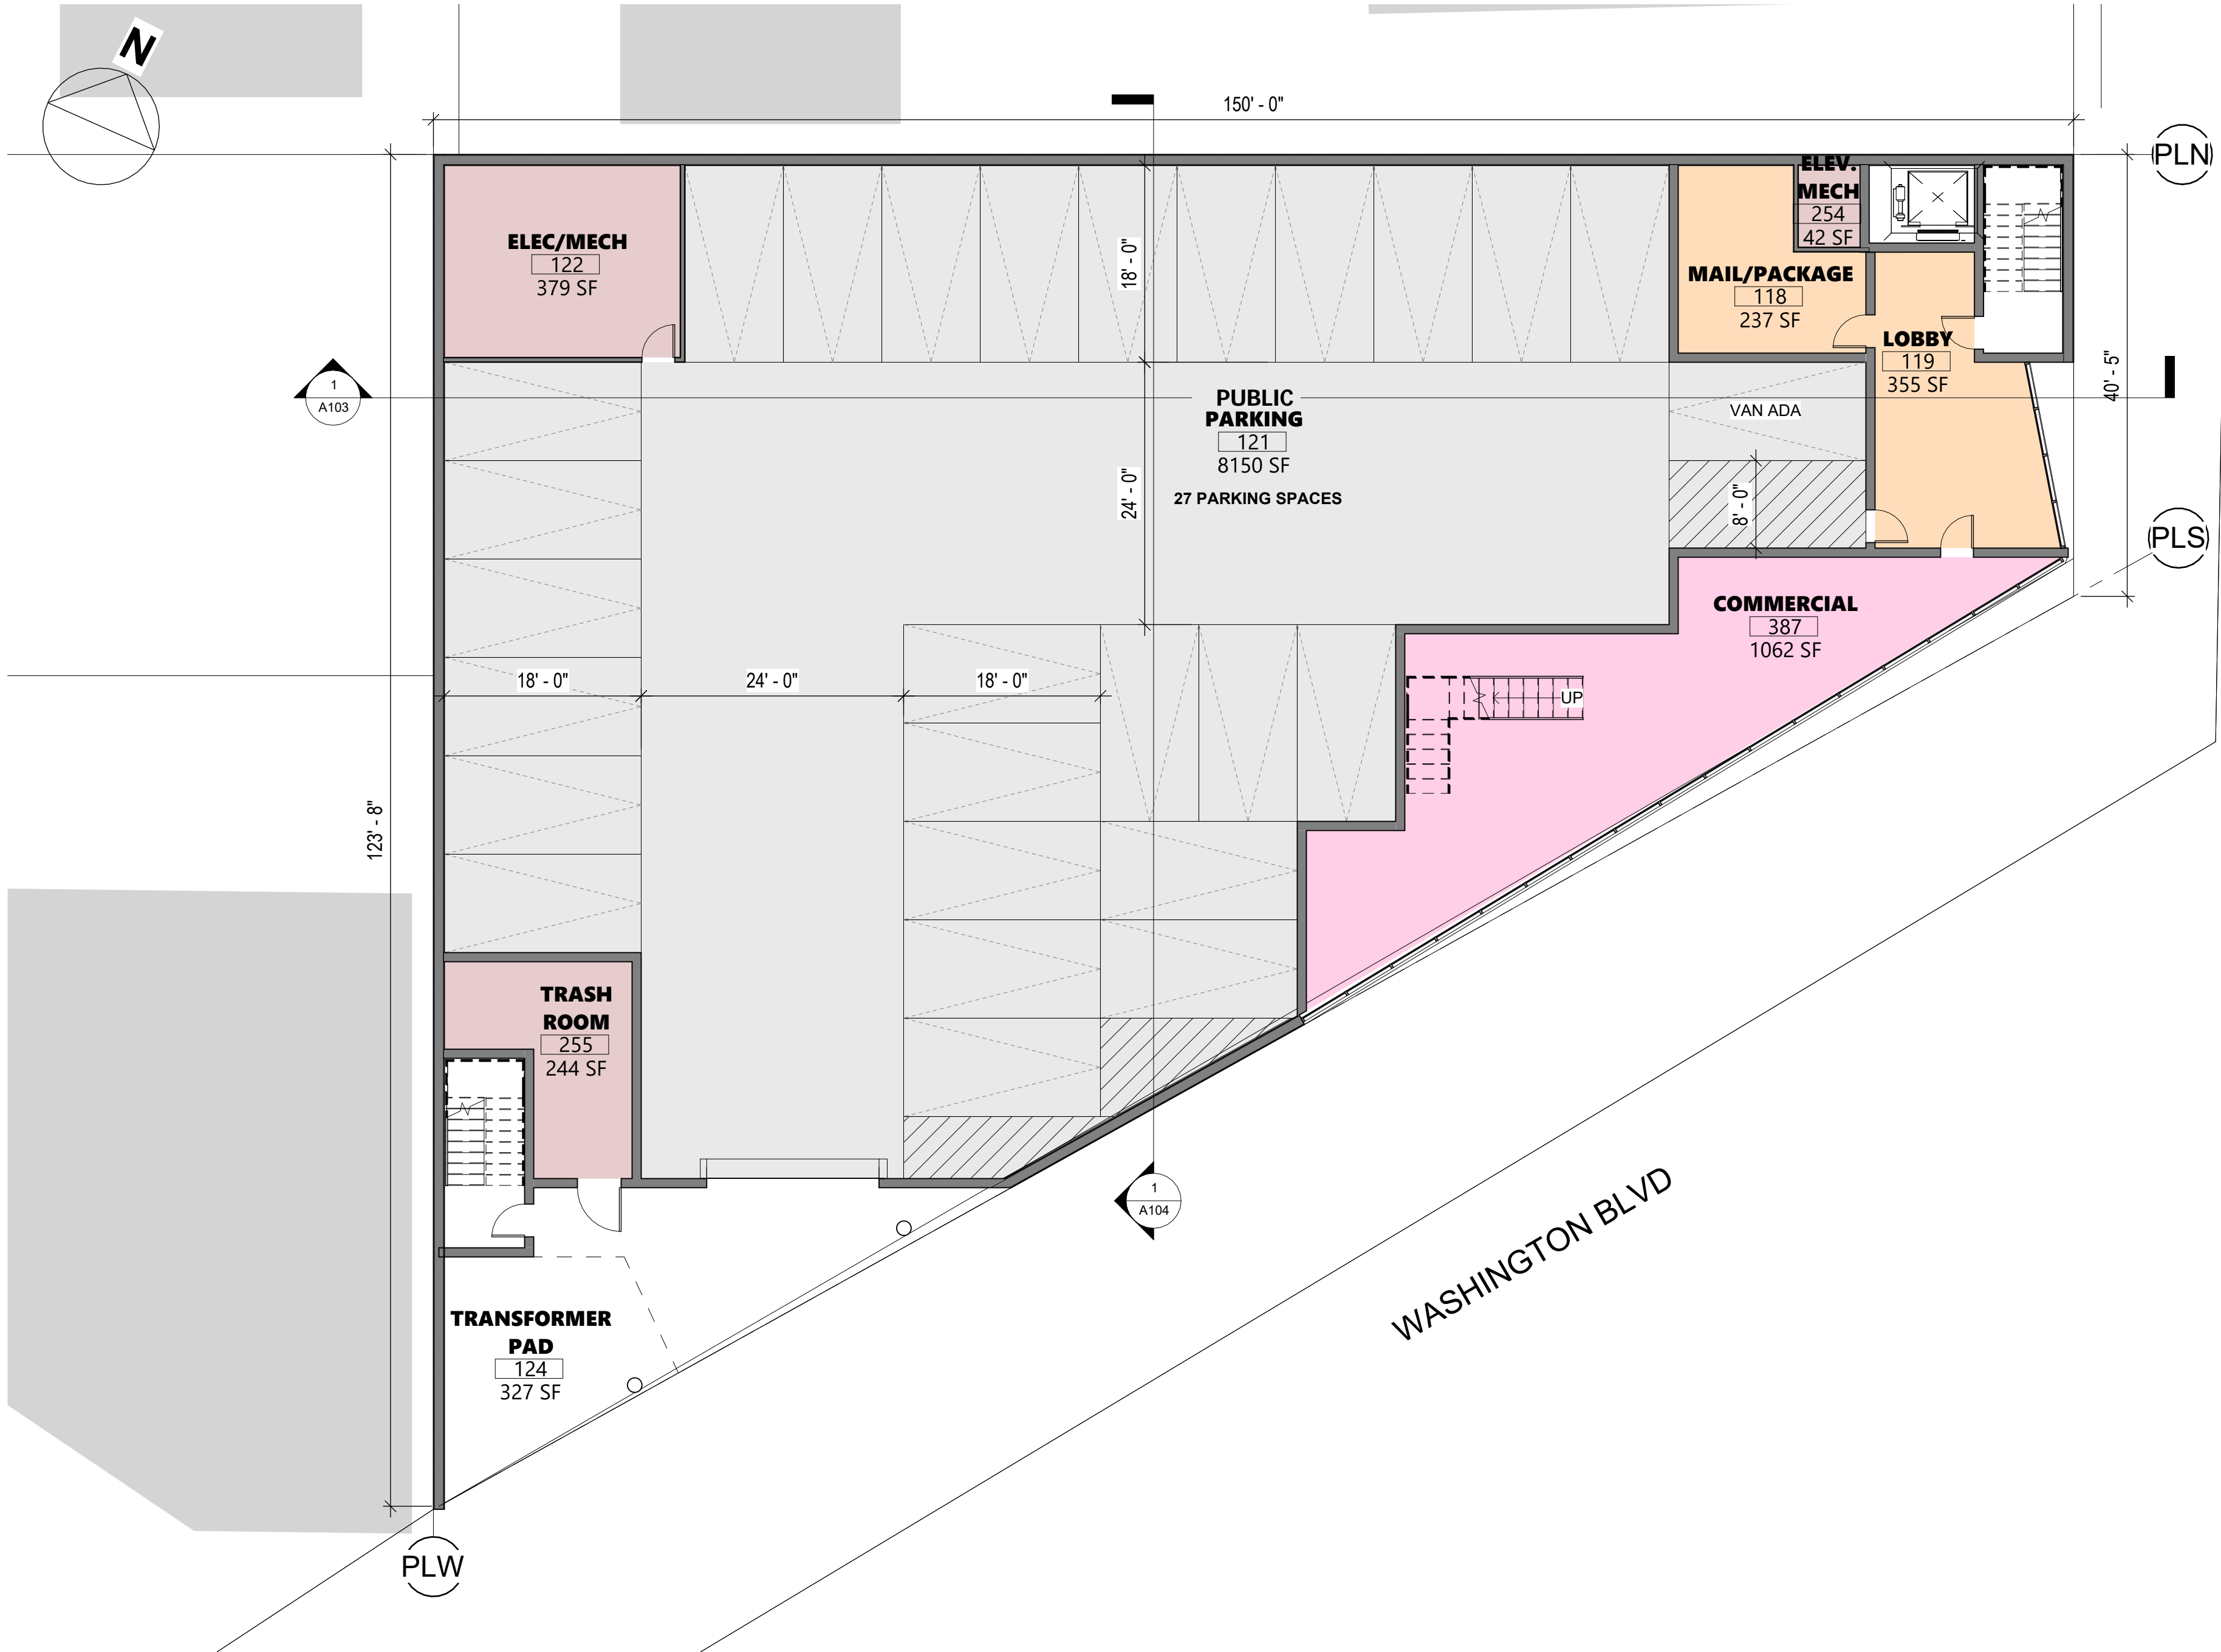 N
150' - 0"
PLN
ELEV.
MECH
254
42 SF
ELEC/MECH
122
379 SF
18' - 0"
MAIL/PACKAGE
118
237 SF
LOBBY
119
355 SF
40' - 5"
1
A103
PUBLIC
PARKING
121
8150 SF
27 PARKING SPACES
VAN ADA
24' - 0"
8' - 0"
PLS
COMMERCIAL
387
1062 SF
18' - 0"
24' - 0"
18' - 0"
UP
123' - 8"
TRASH
ROOM
255
244 SF
1
A104
WASHINGTON BLVD
TRANSFORMER
PAD
124
327 SF
PLW